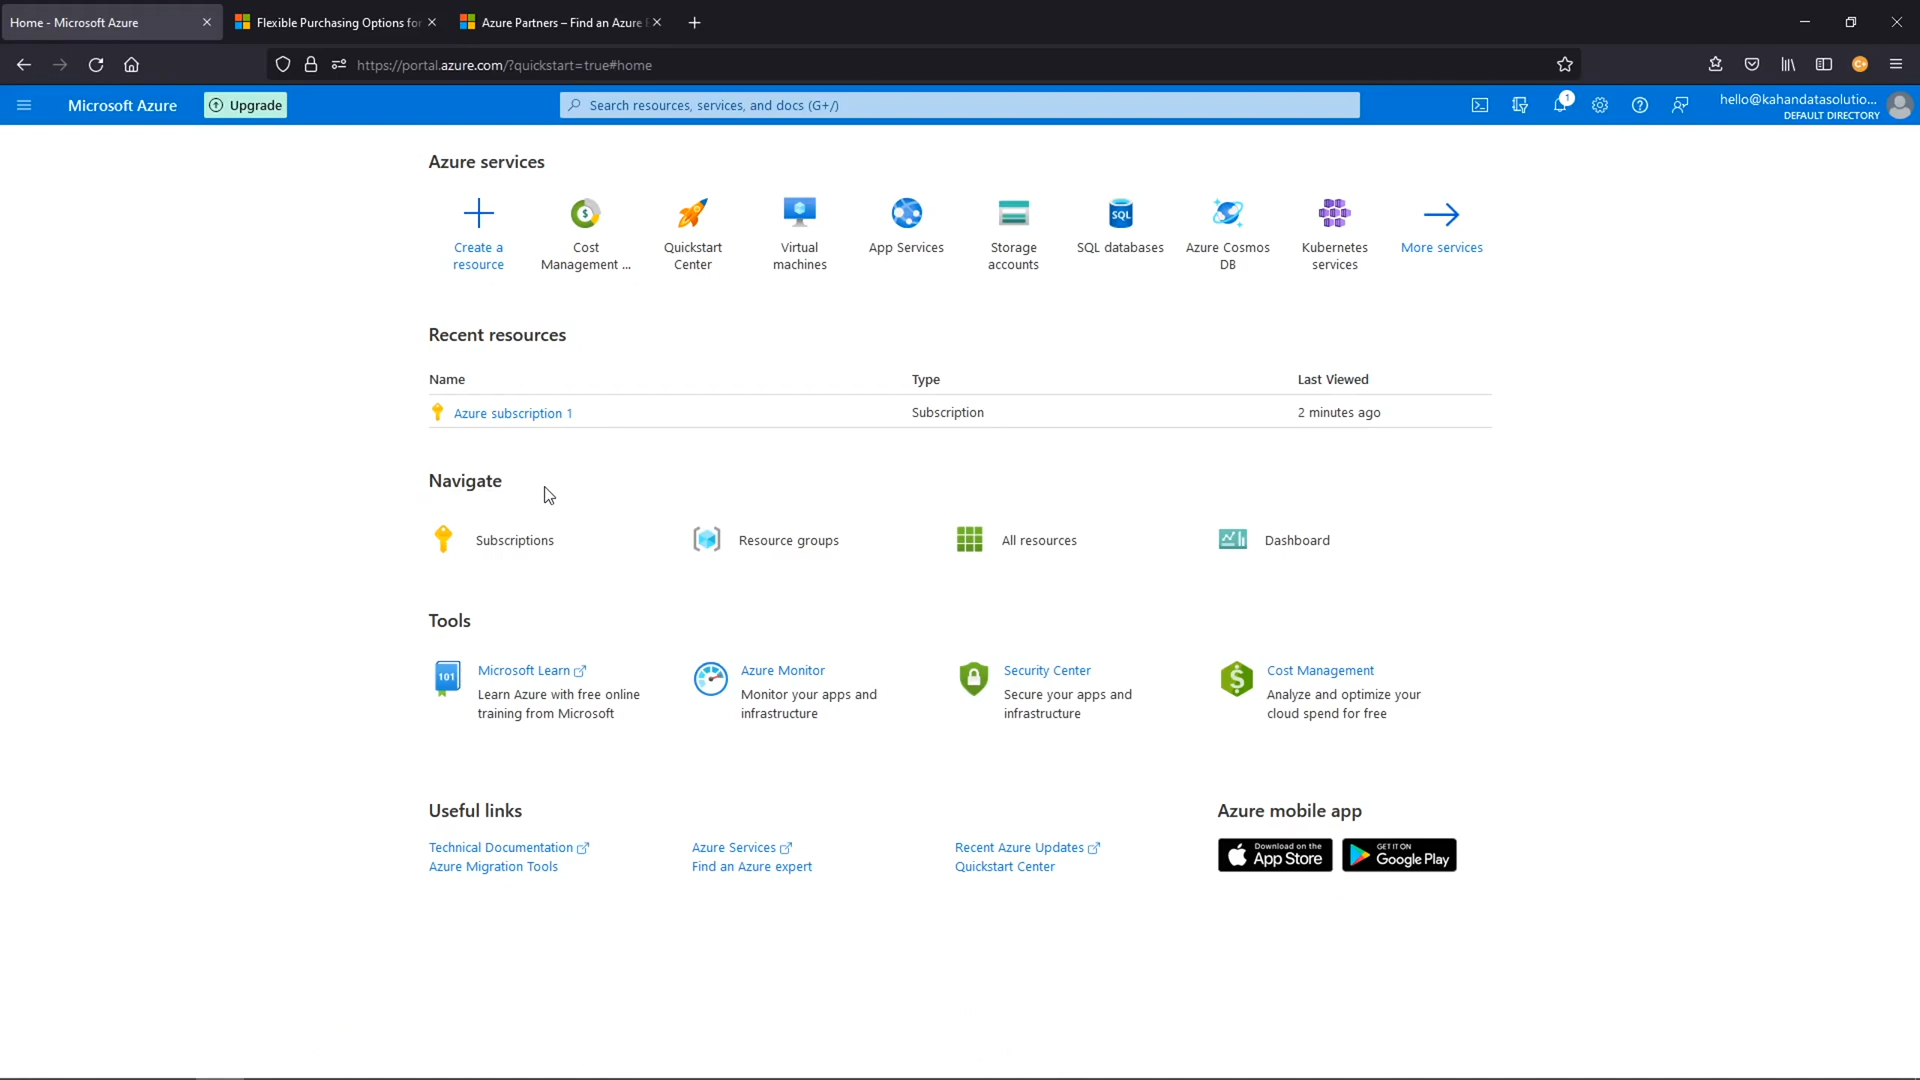 Home - Microsoft Azure
Flexible Purchasing Options for
Azure Partners – Find an Azure
https://portal.azure.com/?quickstart=true#home
Microsoft Azure
Upgrade
Search resources, services, and docs (G+/)
1
hello@kahandatasolutio...
DEFAULT DIRECTORY
C+
Azure services
Create a
resource
Cost
Management ...
Quickstart
Center
Virtual
machines
App Services
Storage
accounts
SQL
SQL databases
Azure Cosmos
DB
Kubernetes
services
More services
Recent resources
Name Type Last Viewed
Azure subscription 1 Subscription 2 minutes ago
Navigate
Subscriptions Resource groups All resources Dashboard
Tools
101
Microsoft Learn
Learn Azure with free online
training from Microsoft
Azure Monitor
Monitor your apps and
infrastructure
Security Center
Secure your apps and
infrastructure
Cost Management
Analyze and optimize your
cloud spend for free
Useful links
Technical Documentation
Azure Migration Tools
Azure Services
Find an Azure expert
Recent Azure Updates
Quickstart Center
Azure mobile app
Download on the
App Store
GET IT ON
Google Play